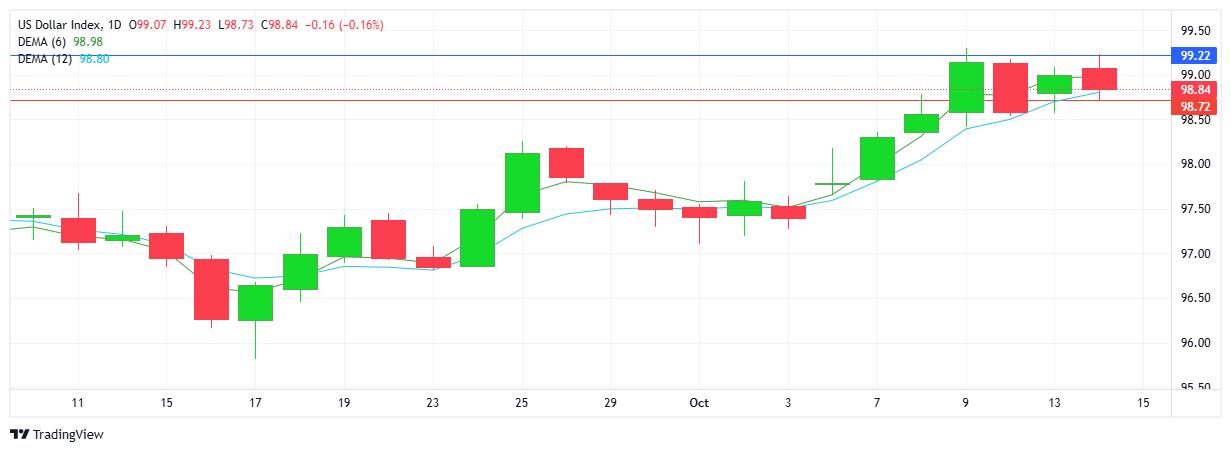 US Dollar Index, 1D O99.07 H99.23 L98.73 C98.84 −0.16 (−0.16%)
DEMA (6) 98.98
DEMA (12) 98.80
99.50
99.22
99.00
98.84
98.72
98.50
98.00
97.50
97.00
96.50
96.00
95.50
11 15 17 19 23 25 29 Oct 3 7 9 13 15
TradingView